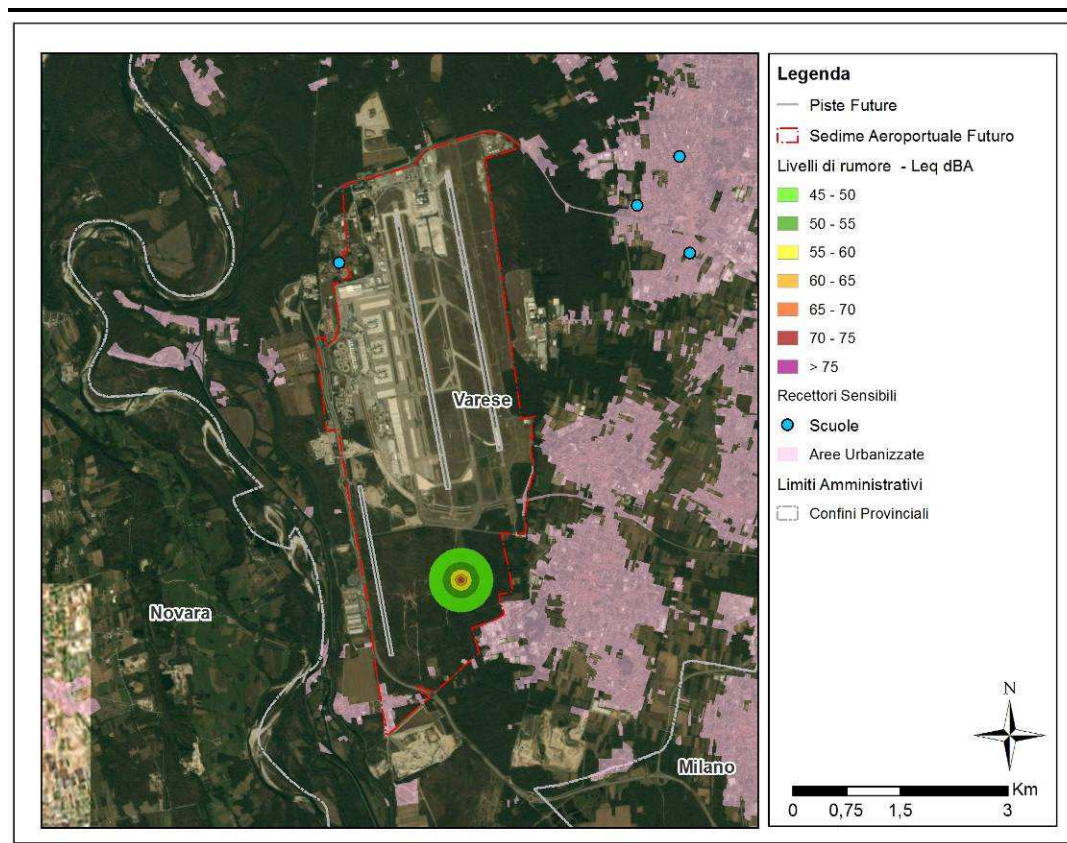 Varese
Novara
Milano
Legenda
Piste Future
Sedime Aeroportuale Futuro
Livelli di rumore - Leq dBA
45 - 50
50 - 55
55 - 60
60 - 65
65 - 70
70 - 75
> 75
Recettori Sensibili
Scuole
Aree Urbanizzate
Limiti Amministrativi
Confini Provinciali
N
Km
0 0,75 1,5 3